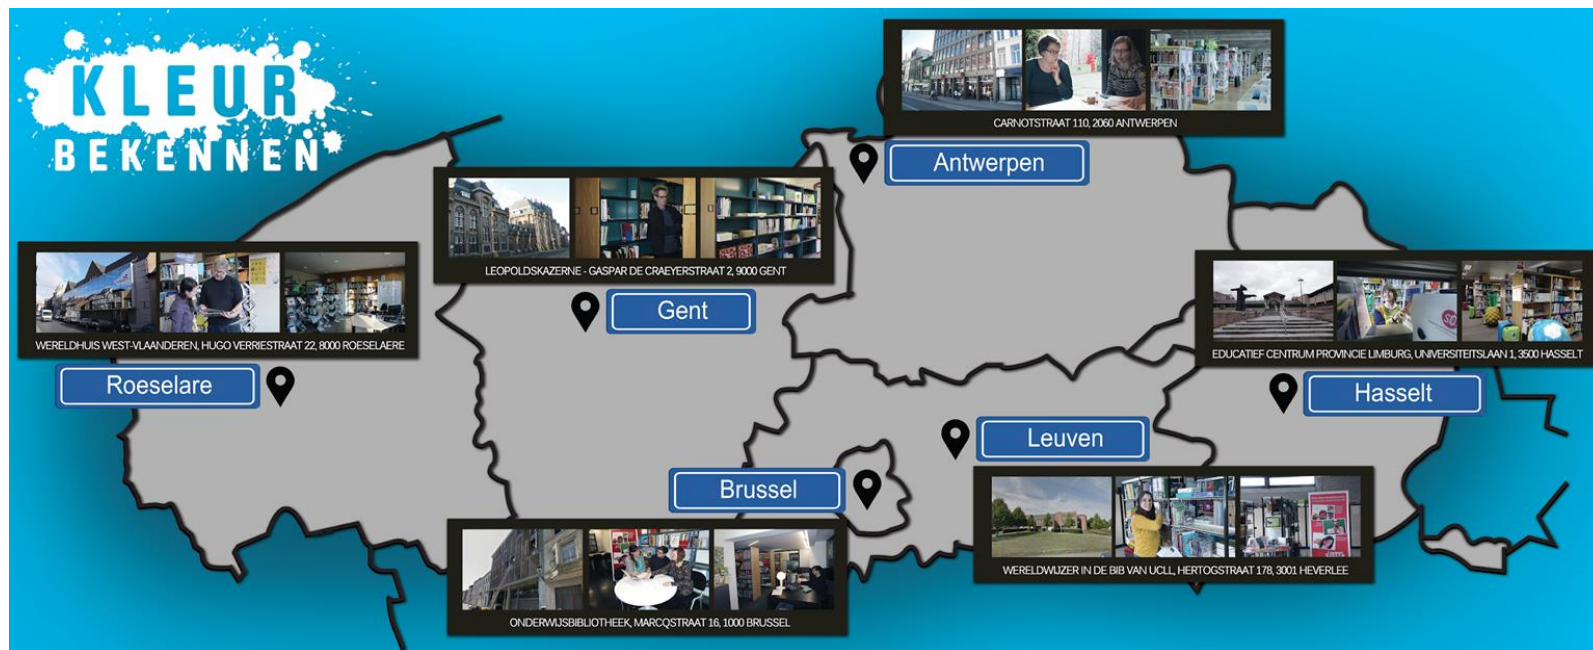 KLEUR
BEKENNEN
CARNOTSTRAAT 110, 2060 ANTWERPEN
Antwerpen
LEOPOLDSKAZERNE - GASPAR DE CRAEYERSTRAAT 2, 9000 GENT
Gent
WERELDHUIS WEST-VLAANDEREN, HUGO VERRIESTRAAT 22, 8000 ROESELAERE
Roeselare
EDUCATIEF CENTRUM PROVINCIE LIMBURG, UNIVERSITEITSLAAN 1, 3500 HASSELT
Hasselt
Leuven
WERELDWIJZER IN DE BIB VAN UCLL, HERTOGSTRAAT 178, 3001 HEVERLEE
Brussel
ONDERWIJSBIBLIOTHEEK, MARCQSTRAAT 16, 1000 BRUSSEL